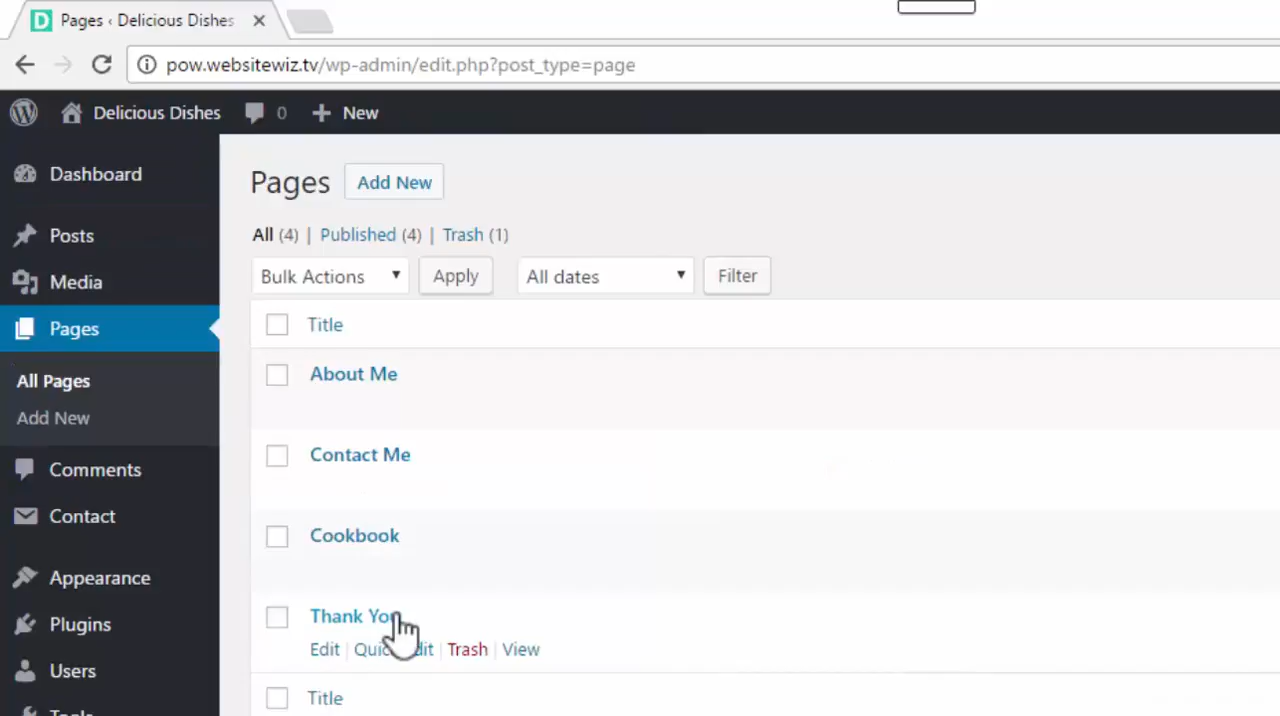 D Pages ‹ Delicious Dishes
pow.websitewiz.tv/wp-admin/edit.php?post_type=page
Delicious Dishes 0 + New
Dashboard
Posts
Media
Pages
All Pages
Add New
Comments
Contact
Appearance
Plugins
Users
Tools
Pages Add New
All (4) | Published (4) | Trash (1)
Bulk Actions Apply All dates Filter
Title
About Me
Contact Me
Cookbook
Thank You
Edit | Quick Edit | Trash | View
Title